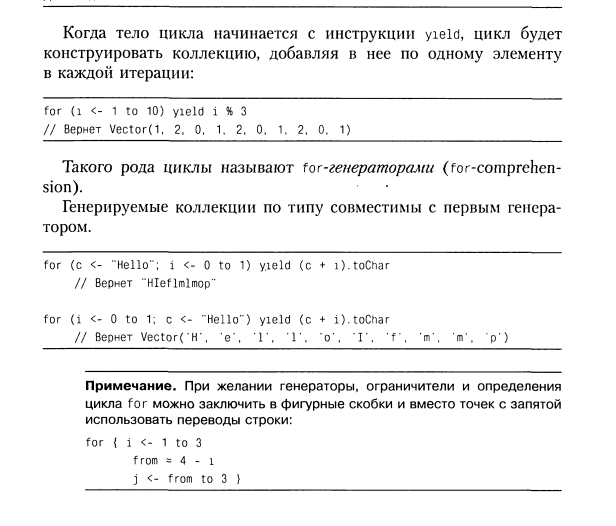 Когда тело цикла начинается с инструкции yield, цикл будет
конструировать коллекцию, добавляя в нее по одному элементу
в каждой итерации:
for (i <- 1 to 10) yield i % 3
// Вернет Vector(1, 2, 0, 1, 2, 0, 1, 2, 0, 1)
Такого рода циклы называют for-генераторами (for-comprehen-
sion).
Генерируемые коллекции по типу совместимы с первым генера-
тором.
for (c <- "Hello"; i <- 0 to 1) yield (c + i).toChar
// Вернет "HIeflmlmop"
for (i <- 0 to 1; c <- "Hello") yield (c + i).toChar
// Вернет Vector('H', 'e', 'l', 'l', 'o', 'I', 'f', 'm', 'm', 'p')
Примечание. При желании генераторы, ограничители и определения
цикла for можно заключить в фигурные скобки и вместо точек с запятой
использовать переводы строки:
for { i <- 1 to 3
from = 4 - i
j <- from to 3 }